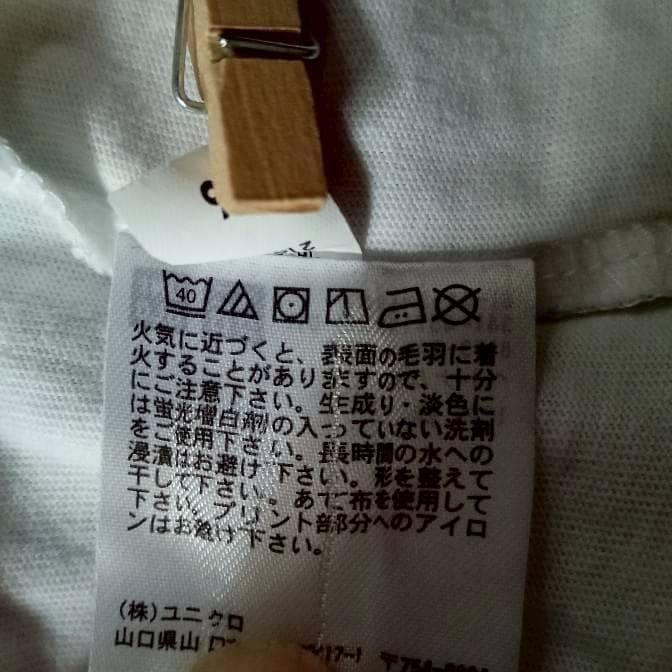 40
火気に近づくと、表面の毛羽に着
火することがありますので、十分
にご注意下さい。生成り・淡色に
は蛍光増白剤の入っていない洗剤
をご使用下さい。長時間の水への
浸漬はお避け下さい。形を整えて
干して下さい。あて布を使用して
下さい。プリント部分へのアイロ
ンはお避け下さい。
(株)ユニクロ
山口県山